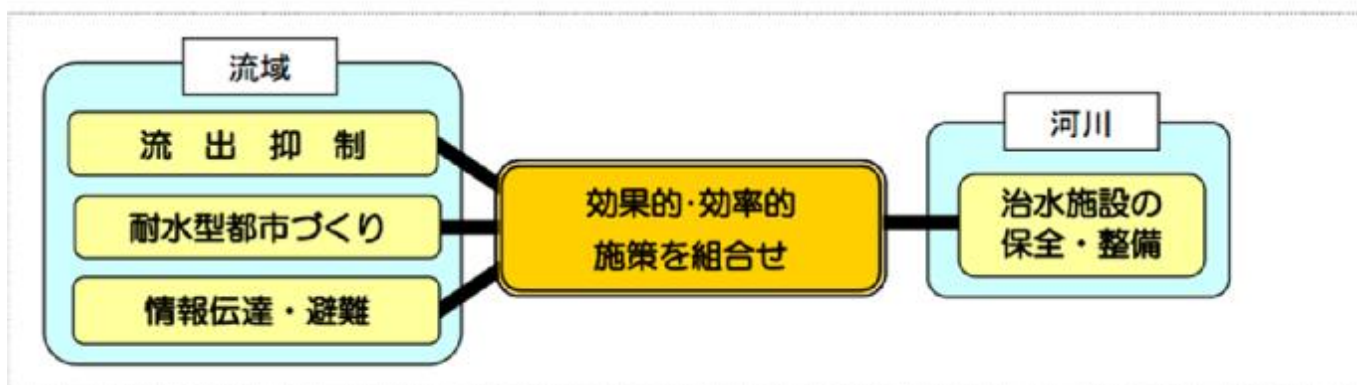 流域
流出抑制
耐水型都市づくり
情報伝達・避難
効果的・効率的
施策を組合せ
河川
治水施設の
保全・整備